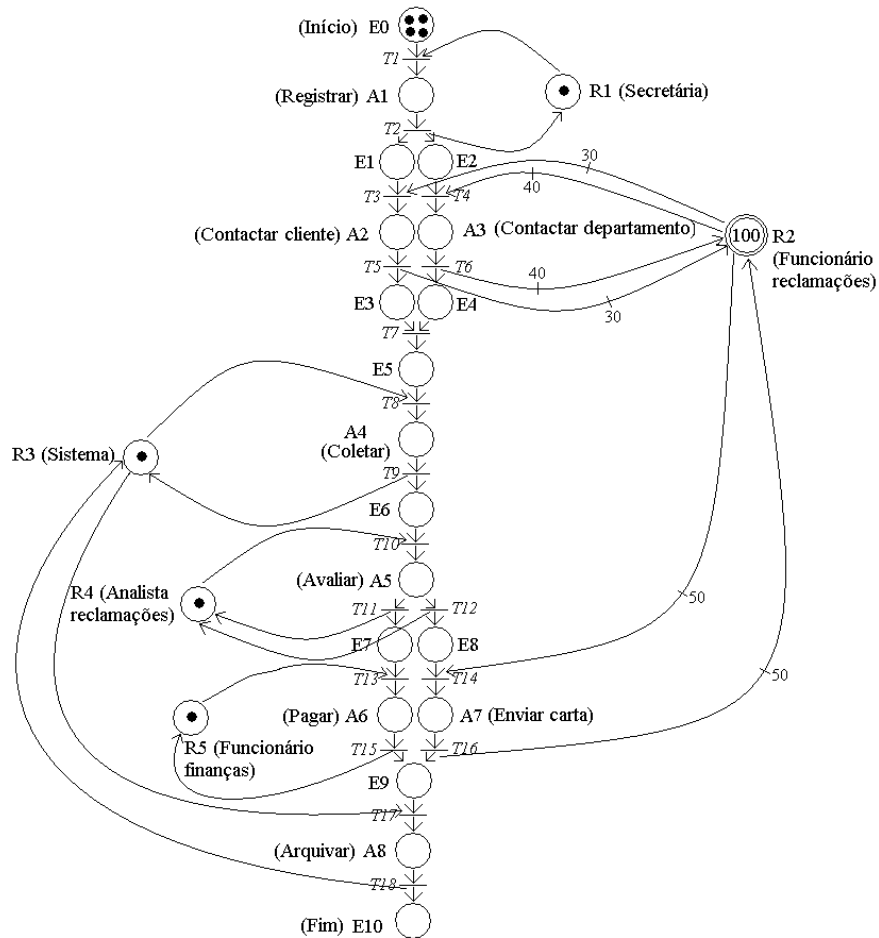 (Início) E0
T1
(Registrar) A1
R1 (Secretária)
T2
E1
E2
30
40
T3
T4
(Contactar cliente) A2
A3 (Contactar departamento)
100
R2
(Funcionário
reclamações)
T5
T6
40
30
E3
E4
T7
E5
T8
A4
(Coletar)
R3 (Sistema)
T9
E6
T10
(Avaliar) A5
R4 (Analista
reclamações)
50
T11
T12
E7
E8
T13
T14
50
(Pagar) A6
A7 (Enviar carta)
R5 (Funcionário
finanças)
T15
T16
E9
T17
(Arquivar) A8
T18
(Fim) E10